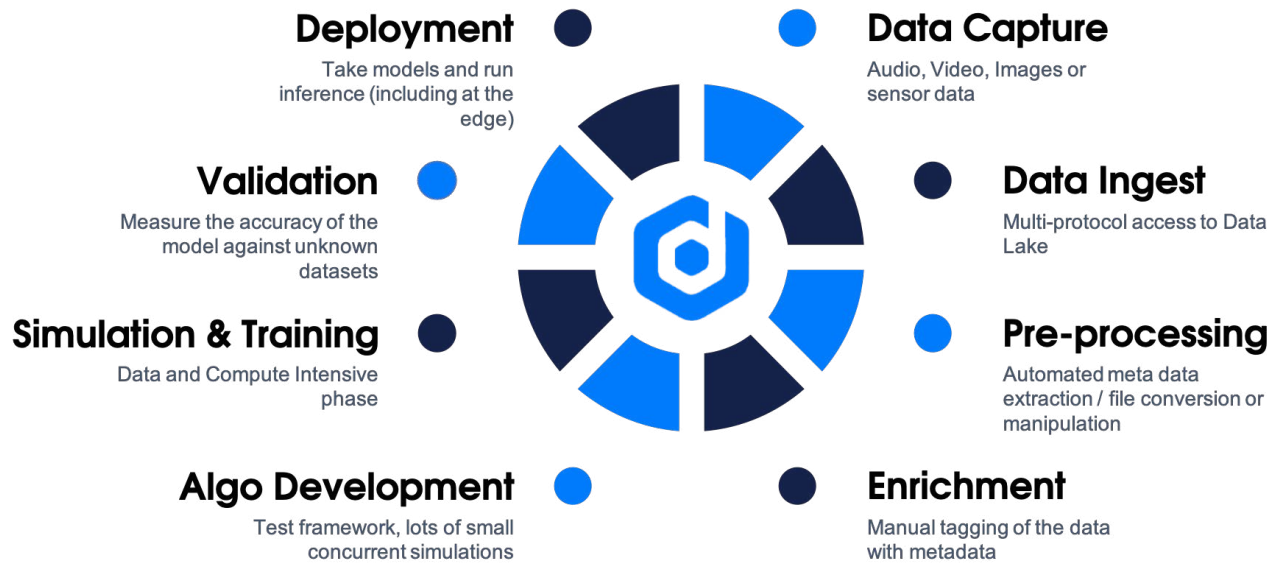 Deployment
Take models and run
inference (including at the
edge)
Data Capture
Audio, Video, Images or
sensor data
Validation
Measure the accuracy of the
model against unknown
datasets
Data Ingest
Multi-protocol access to Data
Lake
Simulation & Training
Data and Compute Intensive
phase
Pre-processing
Automated meta data
extraction / file conversion or
manipulation
Algo Development
Test framework, lots of small
concurrent simulations
Enrichment
Manual tagging of the data
with metadata